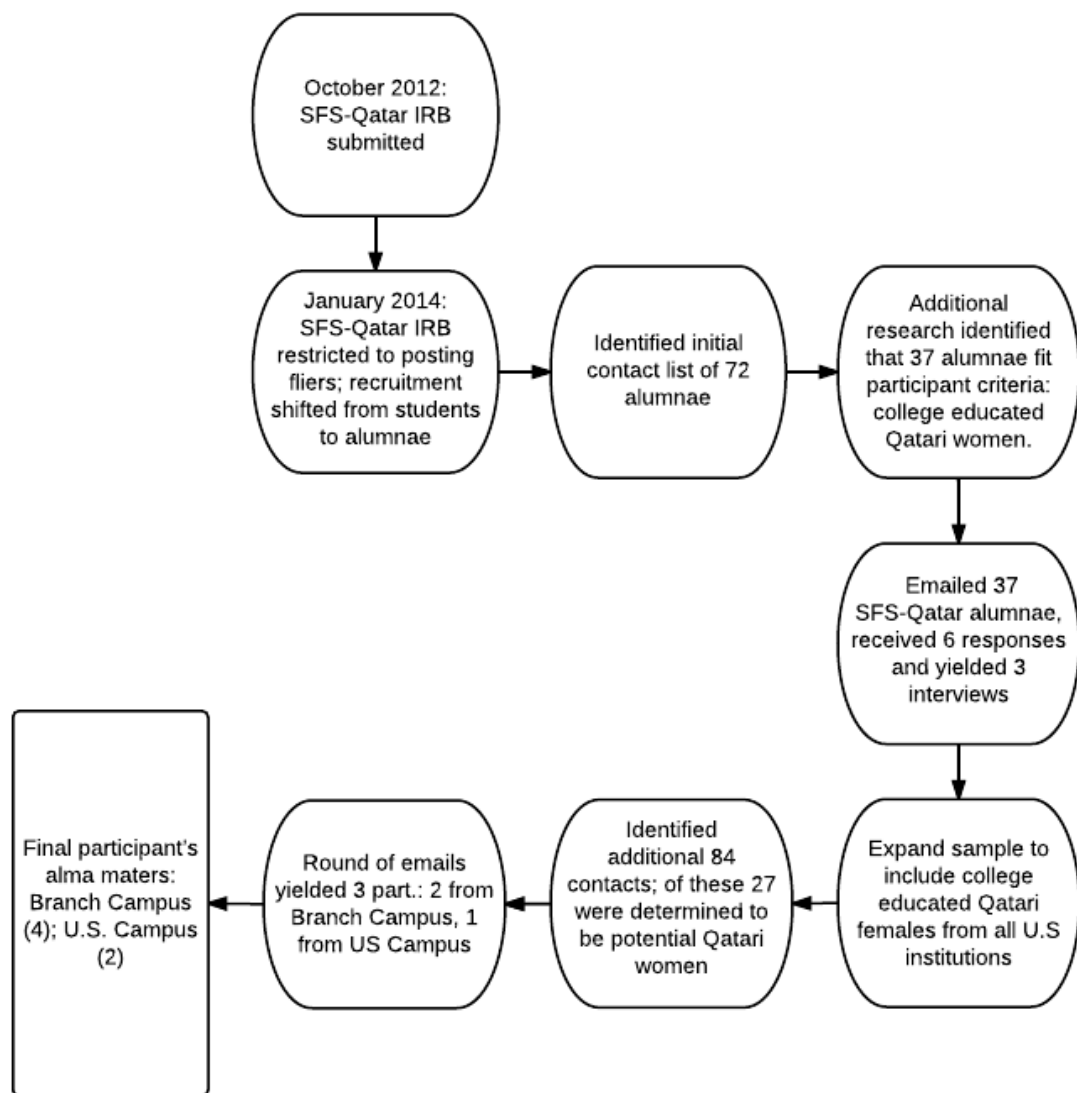 October 2012:
SFS-Qatar IRB
submitted
January 2014:
SFS-Qatar IRB
restricted to posting
fliers; recruitment
shifted from students
to alumnae
Identified initial
contact list of 72
alumnae
Additional
research identified
that 37 alumnae fit
participant criteria:
college educated
Qatari women.
Emailed 37
SFS-Qatar alumnae,
received 6 responses
and yielded 3
interviews
Expand sample to
include college
educated Qatari
females from all U.S
institutions
Identified
additional 84
contacts; of these 27
were determined to
be potential Qatari
women
Round of emails
yielded 3 part.: 2 from
Branch Campus, 1
from US Campus
Final participant's
alma maters:
Branch Campus
(4); U.S. Campus
(2)